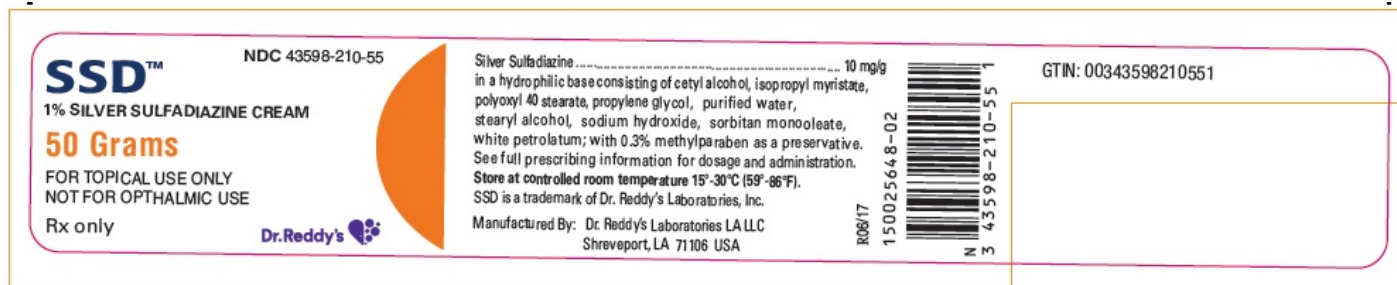 NDC 43598-210-55
SSD™
1% SILVER SULFADIAZINE CREAM
50 Grams
FOR TOPICAL USE ONLY
NOT FOR OPTHALMIC USE
Rx only
Dr.Reddy's
Silver Sulfadiazine ........................................................................ 10 mg/g
in a hydrophilic base consisting of cetyl alcohol, isopropyl myristate,
polyoxyl 40 stearate, propylene glycol, purified water,
stearyl alcohol, sodium hydroxide, sorbitan monooleate,
white petrolatum; with 0.3% methylparaben as a preservative.
See full prescribing information for dosage and administration.
Store at controlled room temperature 15°-30°C (59°-86°F).
SSD is a trademark of Dr. Reddy's Laboratories, Inc.
Manufactured By: Dr. Reddy's Laboratories LA LLC
Shreveport, LA 71106 USA
R06/17
150025648-02
N
3 43598-210-55 1
GTIN: 00343598210551